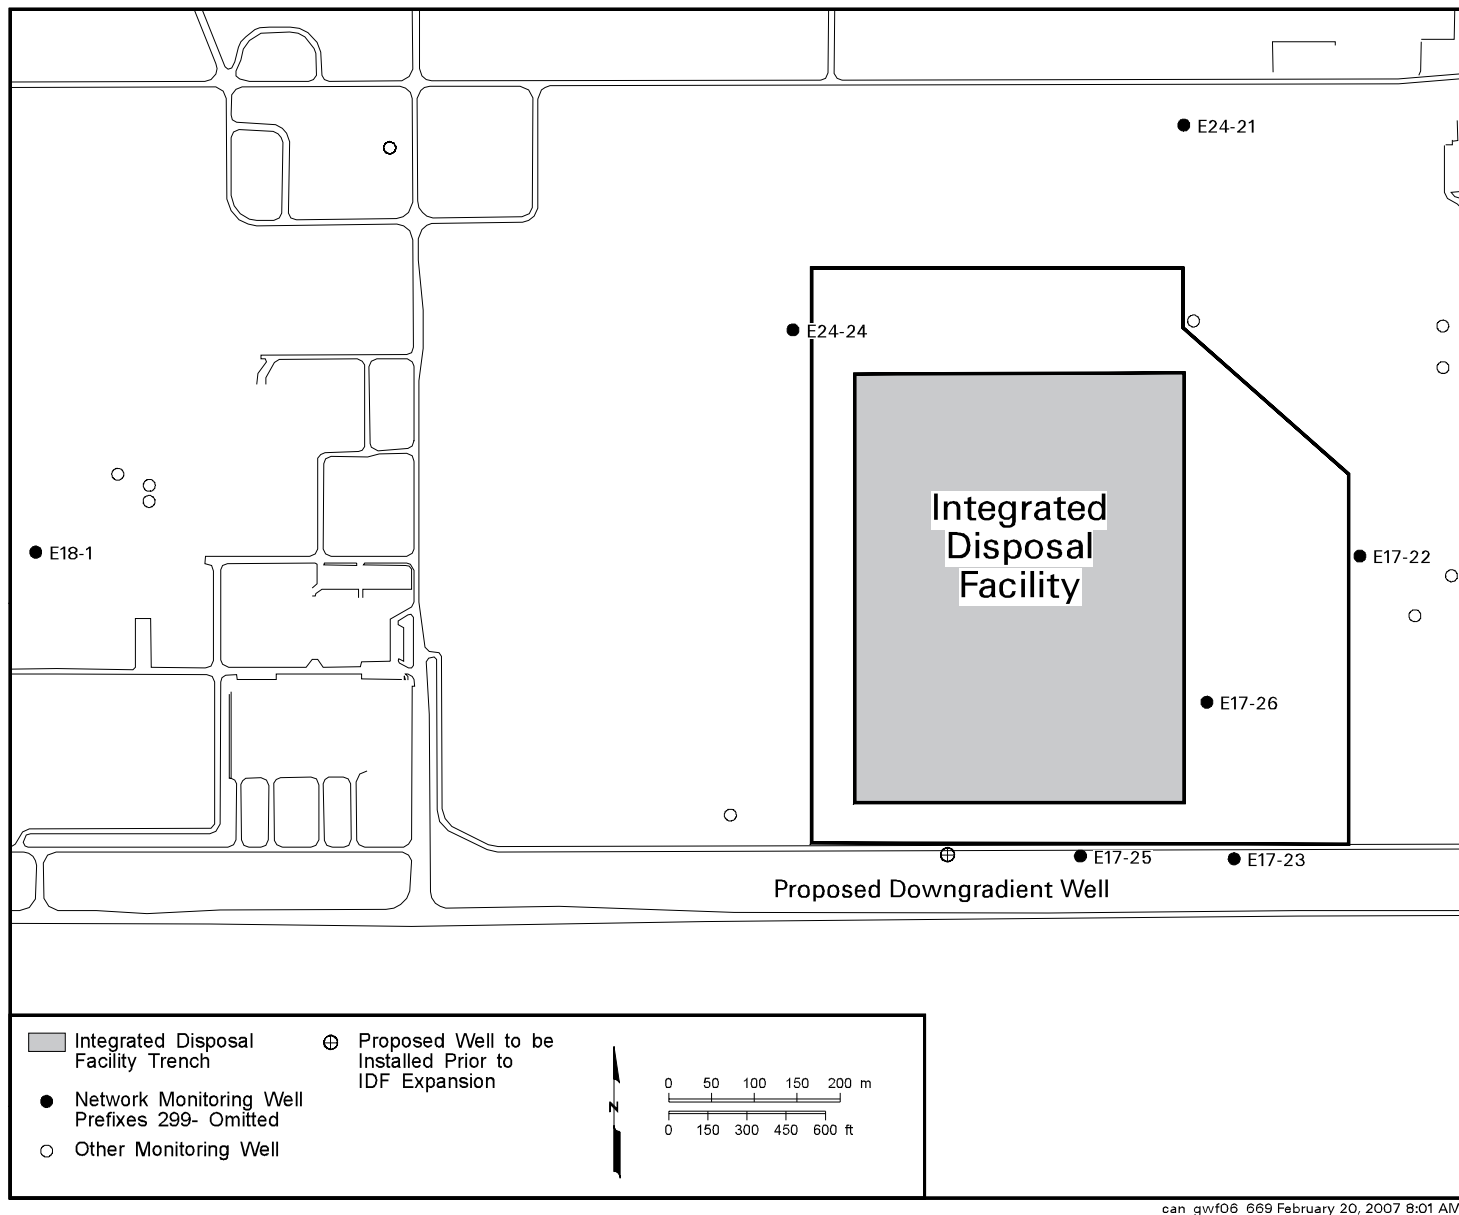 E24-21
E24-24
Integrated
Disposal
Facility
E18-1
E17-22
E17-26
E17-25
E17-23
Proposed Downgradient Well
Integrated Disposal
Facility Trench
Network Monitoring Well
Prefixes 299- Omitted
Other Monitoring Well
Proposed Well to be
Installed Prior to
IDF Expansion
N
0 50 100 150 200 m
0 150 300 450 600 ft
can_gwf06_669 February 20, 2007 8:01 AM